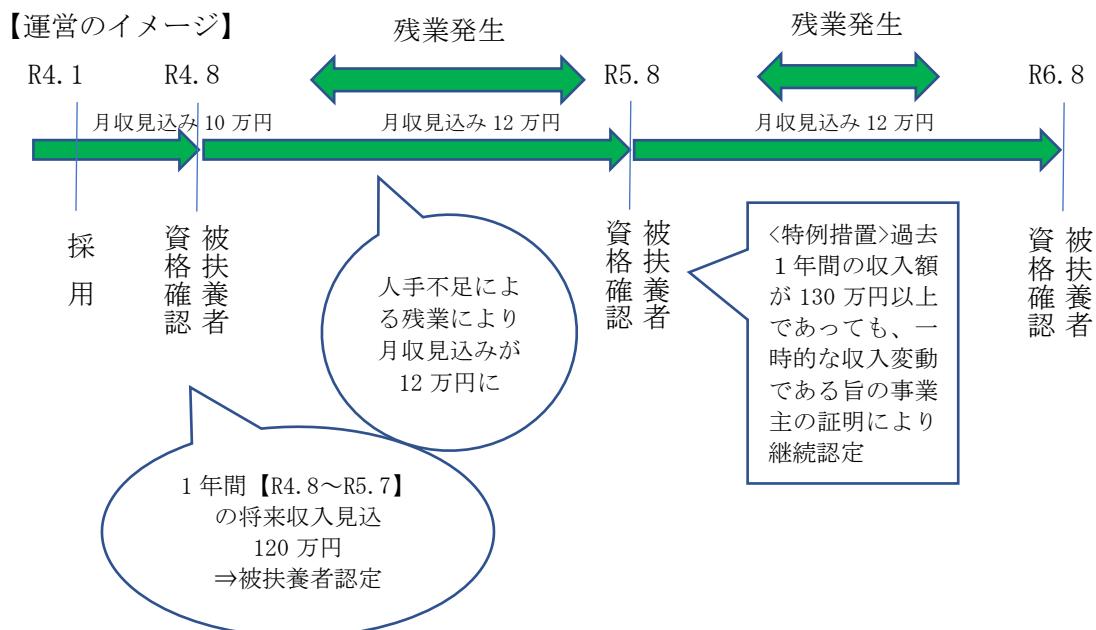 【運営のイメージ】
残業発生
残業発生
R4.1
R4.8
R5.8
R6.8
月収見込み 10 万円
月収見込み 12 万円
月収見込み 12 万円
採用
被扶養者
資格確認
被扶養者
資格確認
被扶養者
資格確認
人手不足によ
る残業により
月収見込みが
12 万円に
<特例措置>過去
１年間の収入額
が 130 万円以上
であっても、一
時的な収入変動
である旨の事業
主の証明により
継続認定
1 年間【R4.8～R5.7】
の将来収入見込
120 万円
⇒被扶養者認定